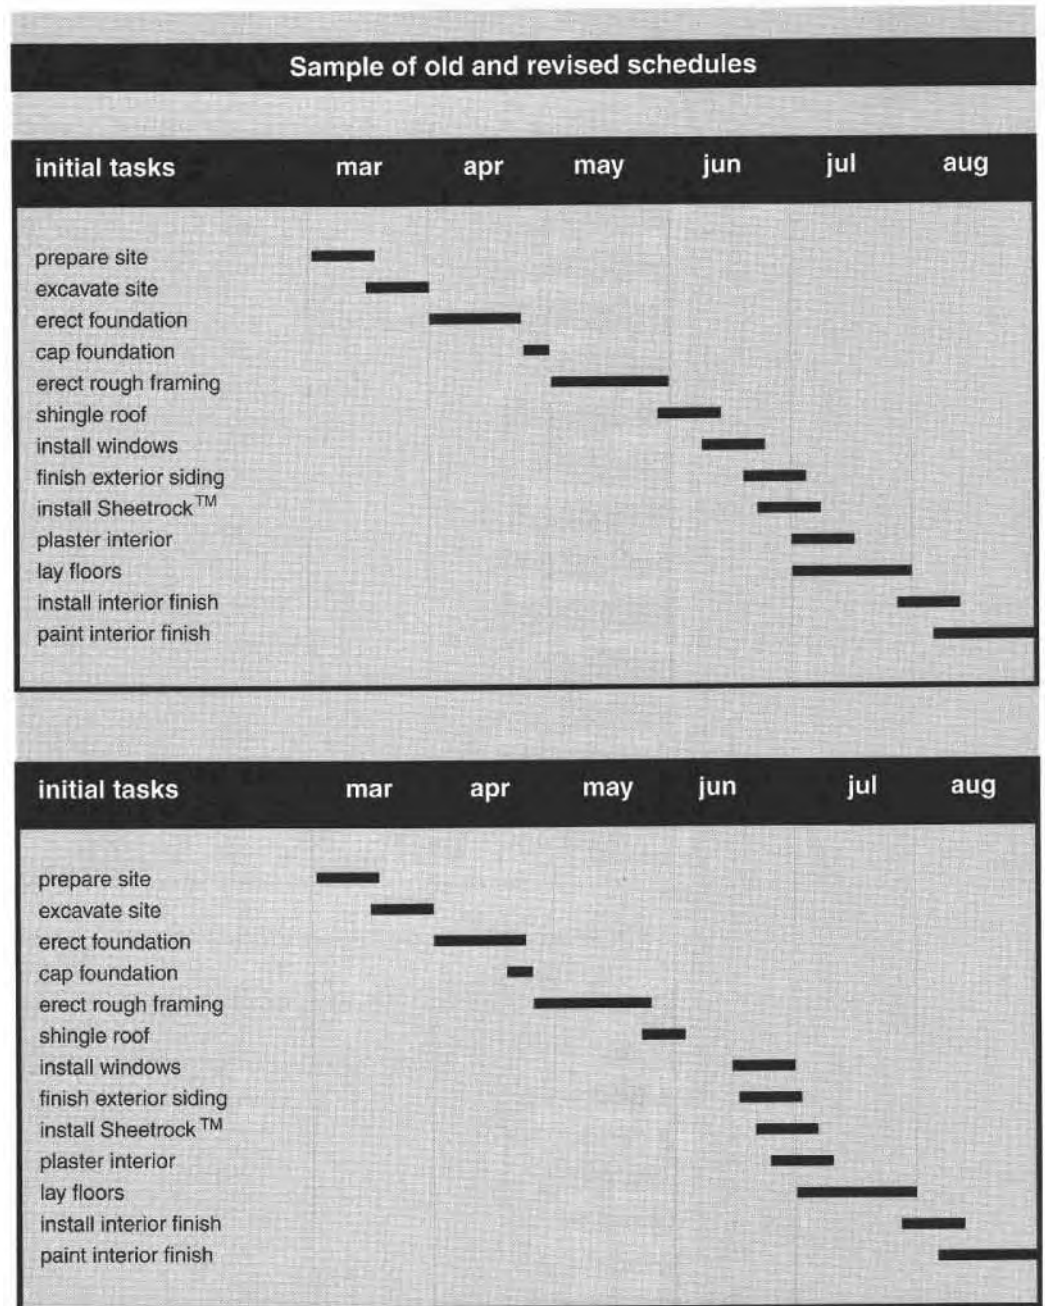 Sample of old and revised schedules
initial tasks mar apr may jun jul aug
prepare site
excavate site
erect foundation
cap foundation
erect rough framing
shingle roof
install windows
finish exterior siding
install Sheetrock™
plaster interior
lay floors
install interior finish
paint interior finish
initial tasks mar apr may jun jul aug
prepare site
excavate site
erect foundation
cap foundation
erect rough framing
shingle roof
install windows
finish exterior siding
install Sheetrock™
plaster interior
lay floors
install interior finish
paint interior finish